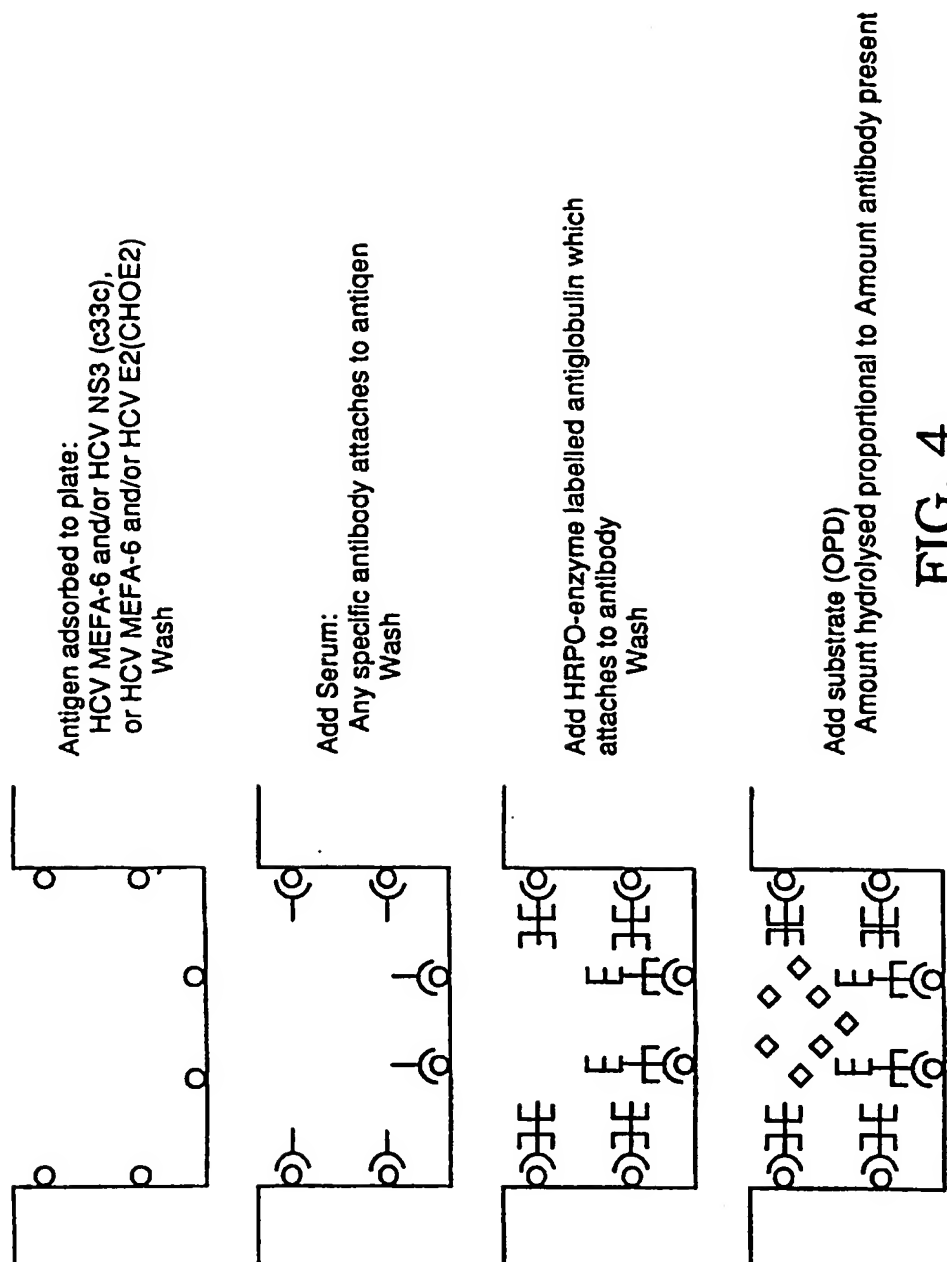 Antigen adsorbed to plate:
HCV MEFA-6 and/or HCV NS3 (c33c),
or HCV MEFA-6 and/or HCV E2(CHOE2)
Wash
Add Serum:
Any specific antibody attaches to antigen
Wash
Add HRPO-enzyme labelled antiglobulin which
attaches to antibody
Wash
Add substrate (OPD)
Amount hydrolysed proportional to Amount antibody present
FIG. 4